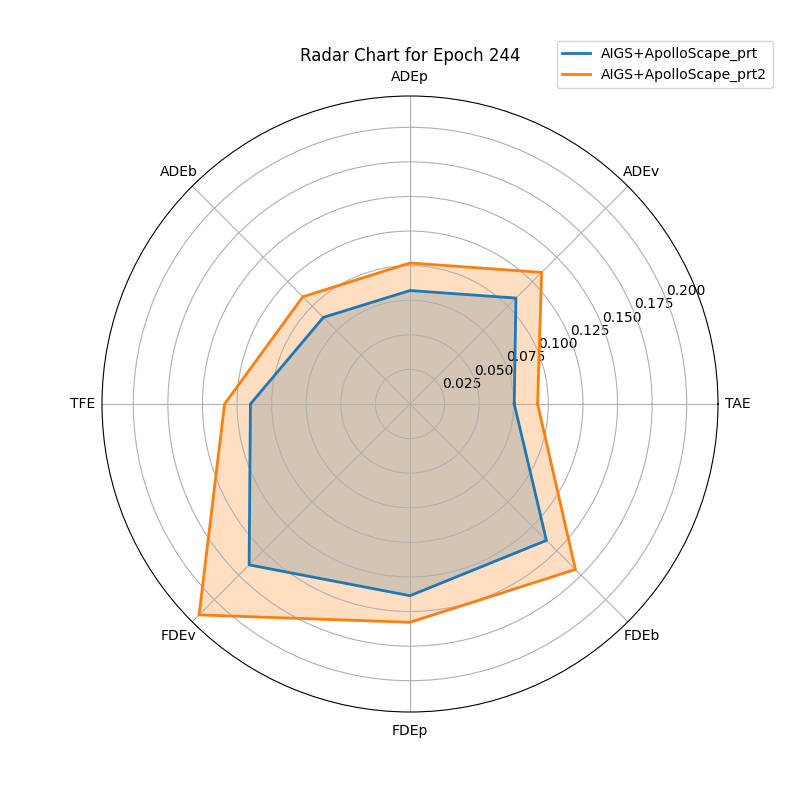 Radar Chart for Epoch 244
AIGS+ApolloScape_prt
AIGS+ApolloScape_prt2
ADEp
ADEb
ADEv
0.200
0.175
0.150
0.125
0.100
0.075
0.050
0.025
TFE
TAE
FDEv
FDEb
FDEp